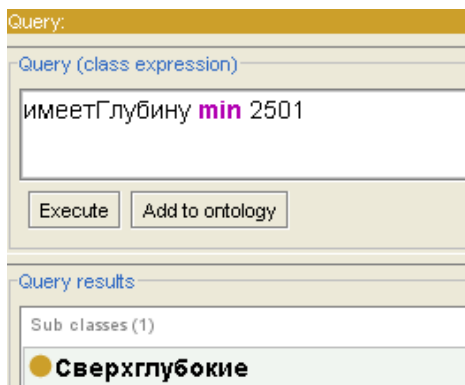 Query:
Query (class expression)
имеетГлубину min 2501
Execute Add to ontology
Query results
Sub classes (1)
Сверхглубокие